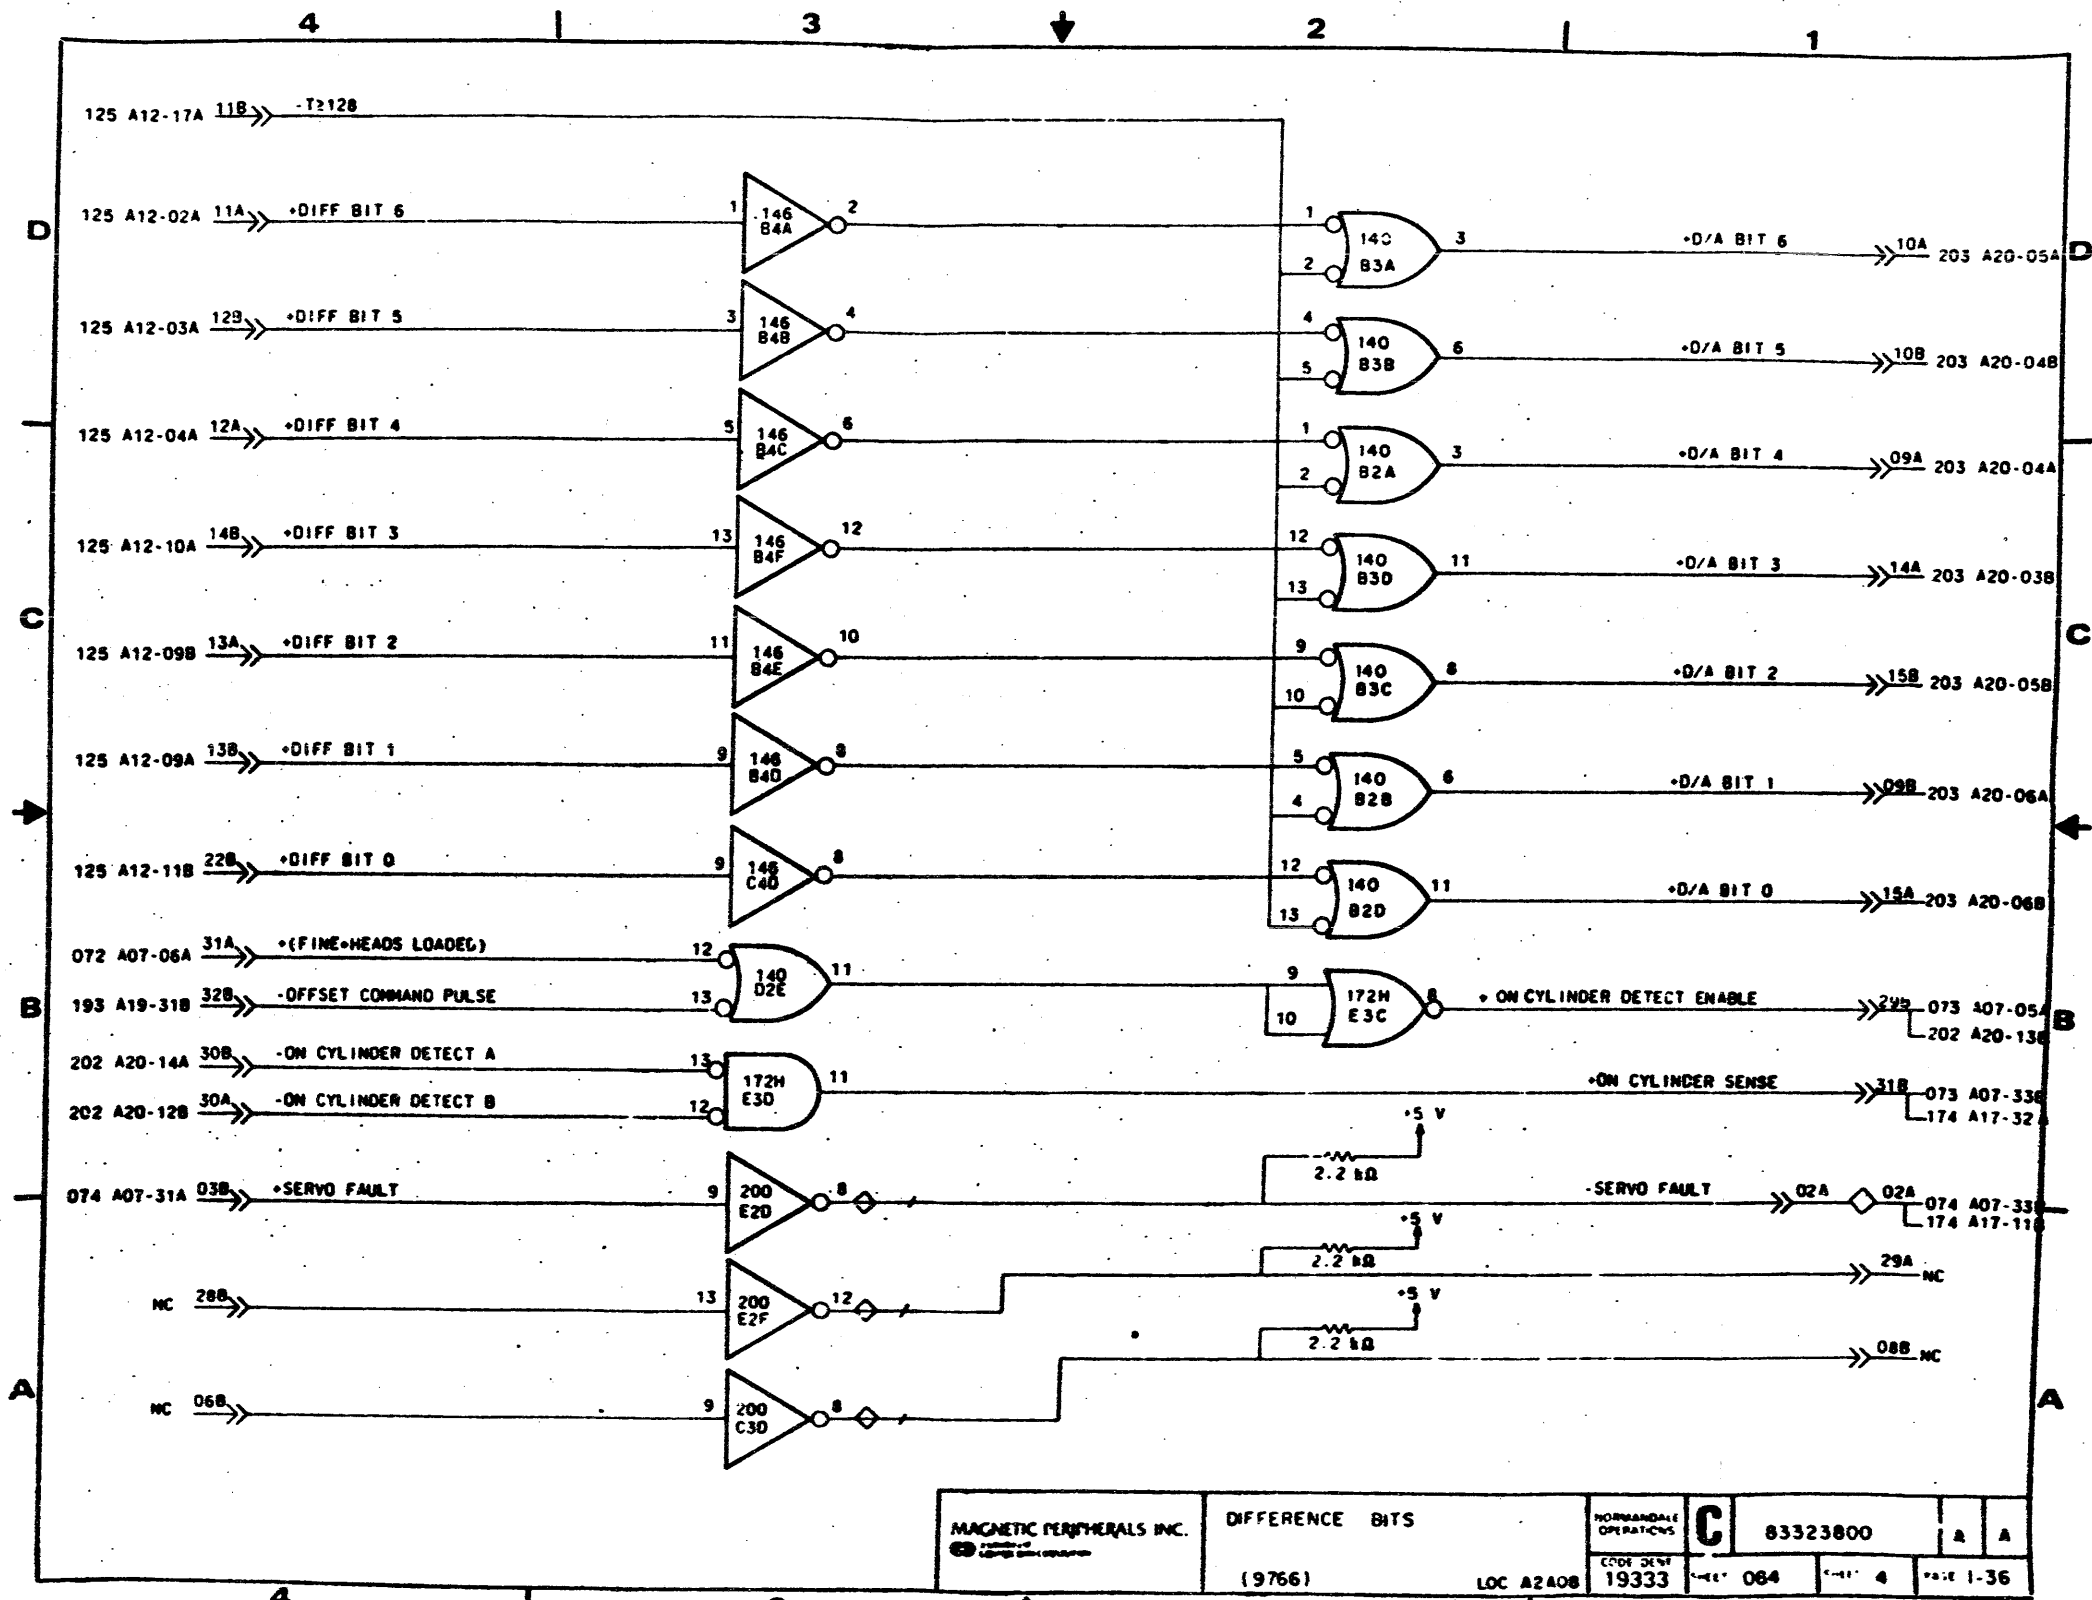 4 3 2 1
125 A12-17A 11B -T≥128
D 125 A12-02A 11A +DIFF BIT 6 1 146 B4A 2 1 2 140 B3A 3 +D/A BIT 6 10A 203 A20-05A D
125 A12-03A 12B +DIFF BIT 5 3 146 B4B 4 4 5 140 B3B 6 +D/A BIT 5 10B 203 A20-04B
125 A12-04A 12A +DIFF BIT 4 5 146 B4C 6 1 2 140 B2A 3 +D/A BIT 4 09A 203 A20-04A
125 A12-10A 14B +DIFF BIT 3 13 146 B4F 12 12 13 140 B3D 11 +D/A BIT 3 14A 203 A20-03B
C 125 A12-09B 13A +DIFF BIT 2 11 146 B4E 10 9 10 140 B3C 8 +D/A BIT 2 15B 203 A20-05B C
125 A12-09A 13B +DIFF BIT 1 9 146 B4D 8 5 4 140 B2B 6 +D/A BIT 1 09B 203 A20-06A
125 A12-11B 22B +DIFF BIT 0 9 146 C4D 8 12 13 140 B2D 11 +D/A BIT 0 15A 203 A20-06B
072 A07-06A 31A +(FINE•HEADS LOADED) 12
B 193 A19-31B 32B -OFFSET COMMAND PULSE 13 140 D2E 11 9 10 172H E3C 8 + ON CYLINDER DETECT ENABLE 29B 073 A07-05A B
202 A20-13B
202 A20-14A 30B -ON CYLINDER DETECT A 13
202 A20-12B 30A -ON CYLINDER DETECT B 12 172H E3D 11 +ON CYLINDER SENSE 31B 073 A07-33B
174 A17-32
+5 V
2.2 kΩ
074 A07-31A 03B +SERVO FAULT 9 200 E2D 8 -SERVO FAULT 02A 02A 074 A07-33
174 A17-11B
+5 V
2.2 kΩ
NC 28B 13 200 E2F 12 29A NC
+5 V
2.2 kΩ
08B NC
A NC 06B 9 200 C3D 8 A
MAGNETIC PERIPHERALS INC.
DIFFERENCE BITS
(9766) LOC A2A08
NORMANDALE OPERATIONS C 83323800 A
CODE IDENT 19333 SHEET 064 4 PAGE 1-36
4